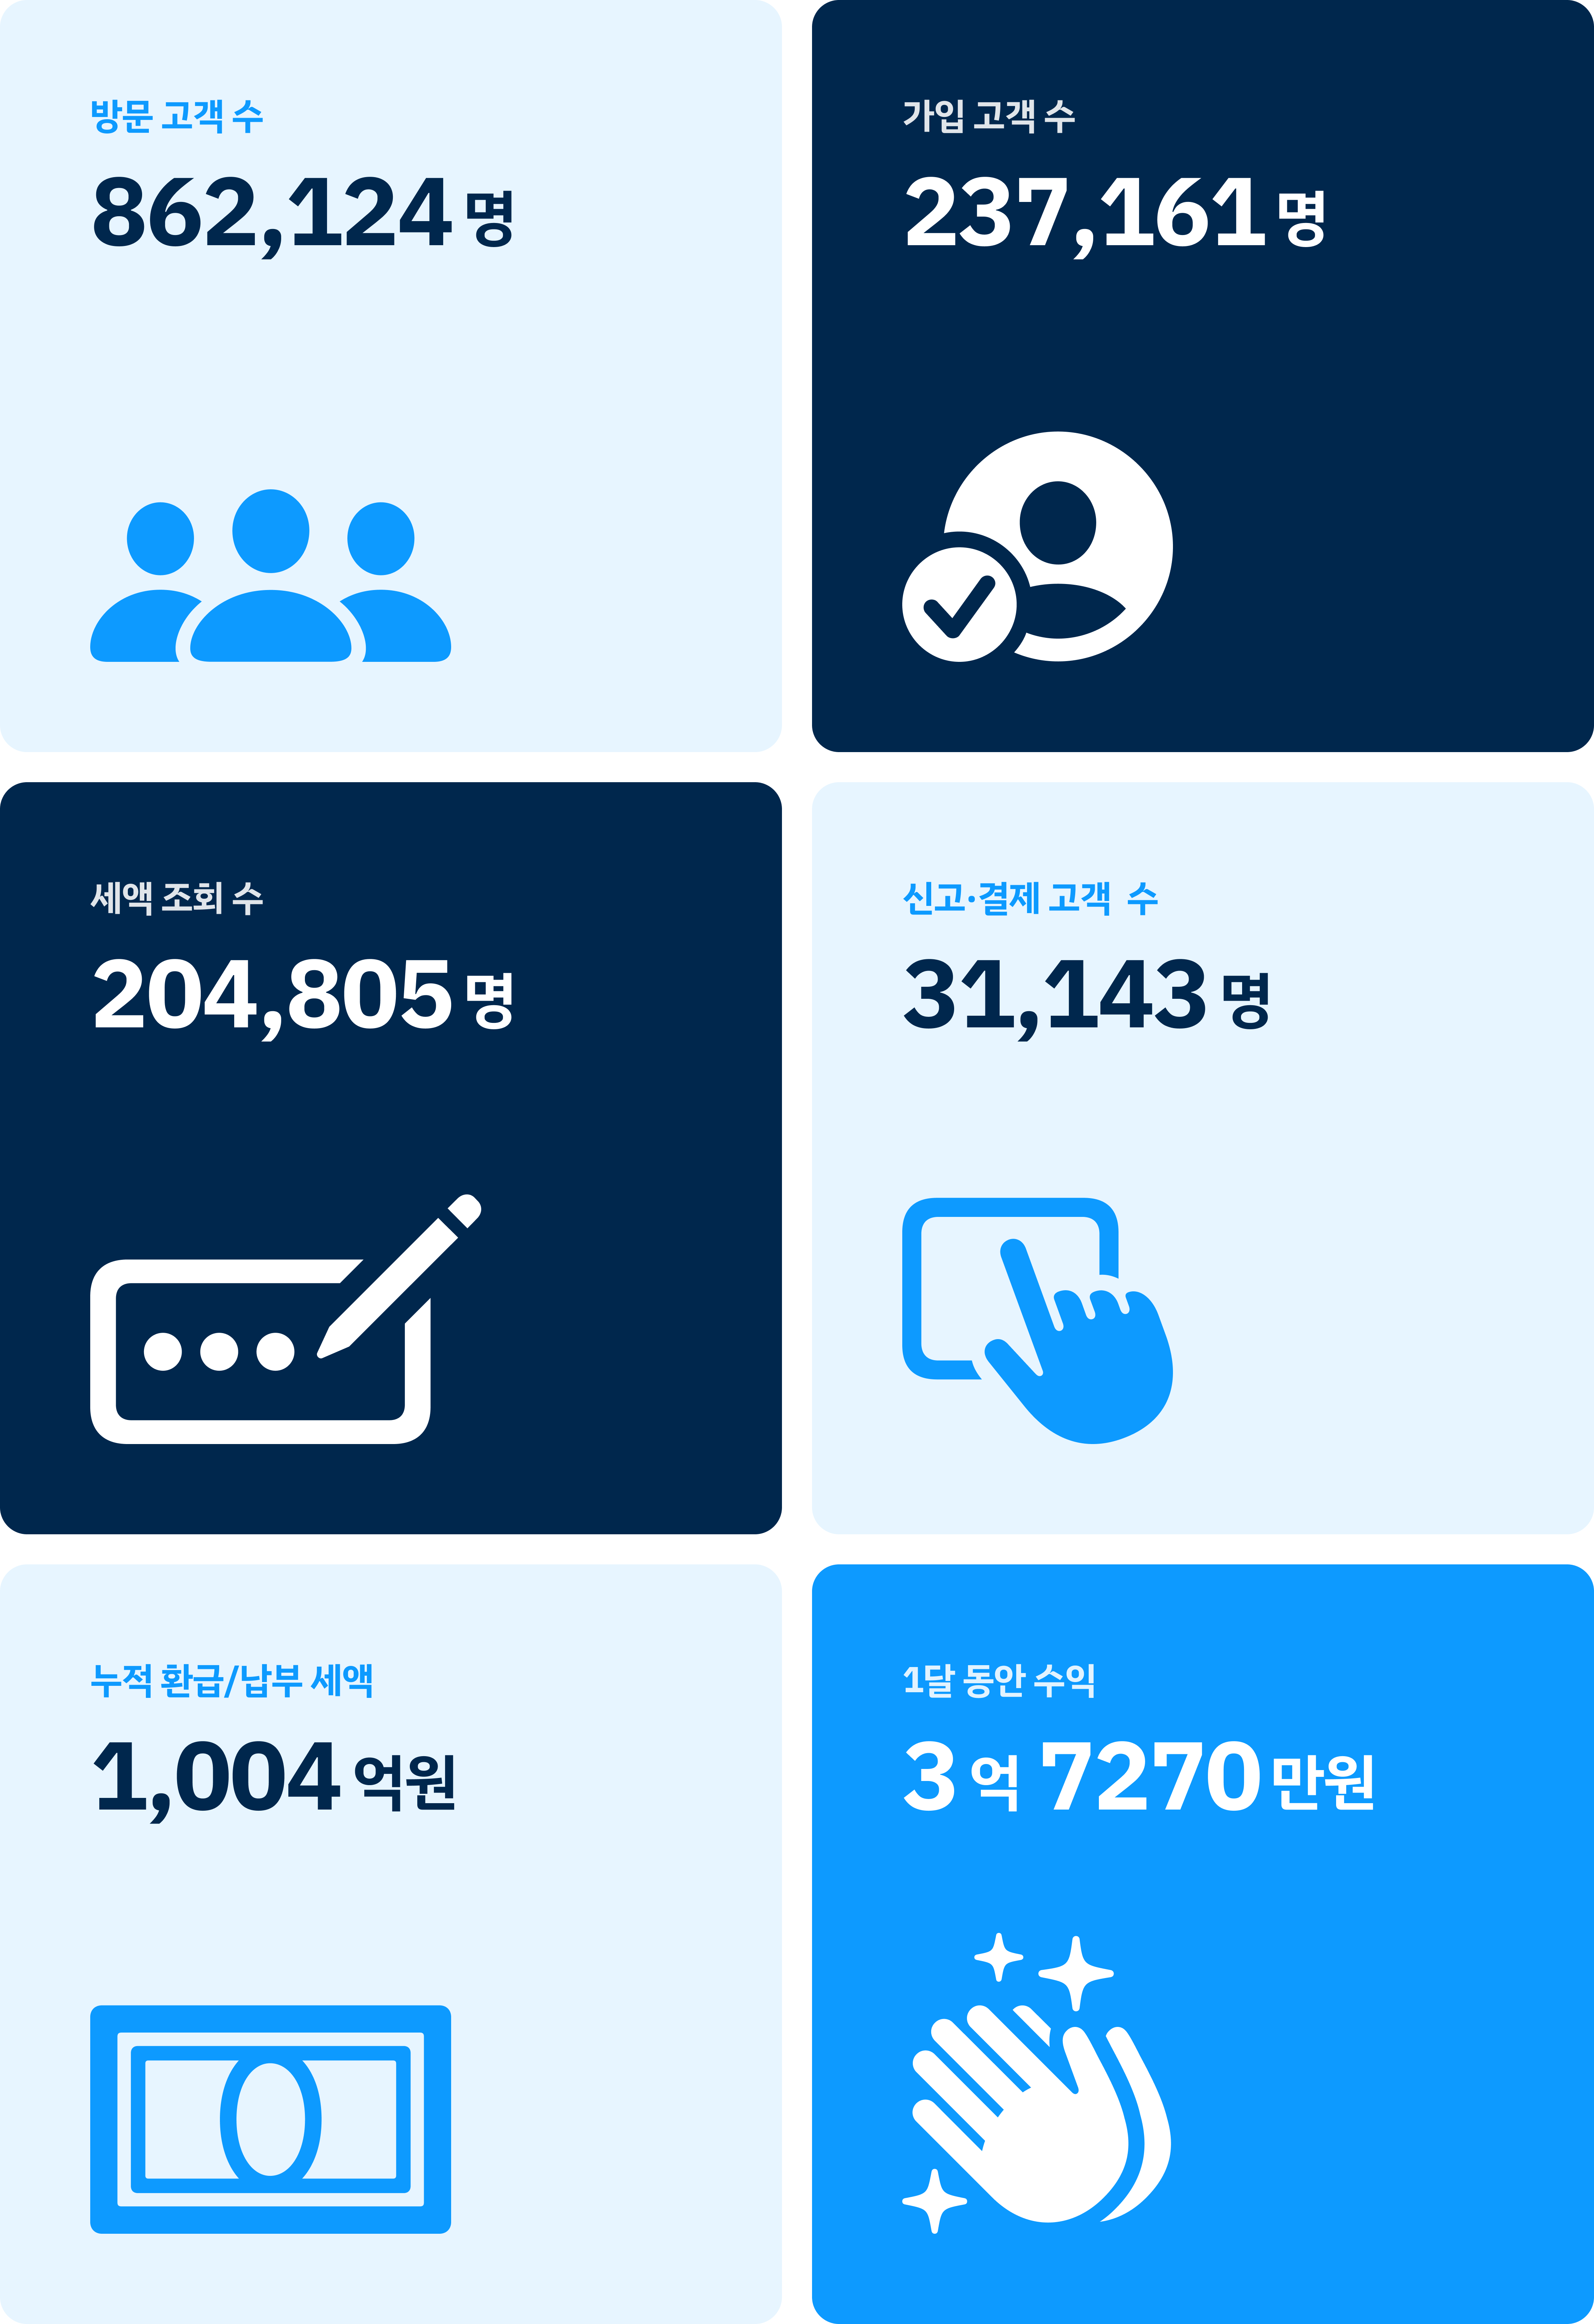 방문 고객 수
862,124 명
가입 고객 수
237,161 명
세액 조회 수
204,805 명
신고·결제 고객 수
31,143 명
누적 환급/납부 세액
1,004 억원
1달 동안 수익
3 억 7270 만원